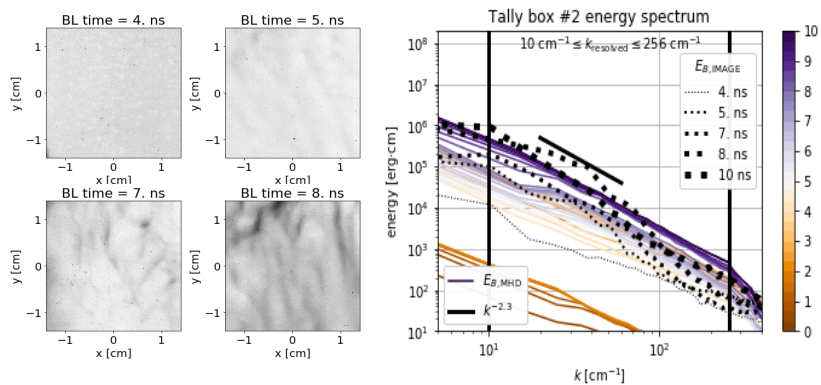 BL time = 4. ns
BL time = 5. ns
y [cm]
1
0
−1
−1
0
1
x [cm]
y [cm]
1
0
−1
−1
0
1
x [cm]
BL time = 7. ns
BL time = 8. ns
y [cm]
1
0
−1
−1
0
1
x [cm]
y [cm]
1
0
−1
−1
0
1
x [cm]
Tally box #2 energy spectrum
10 cm⁻¹ ≤ k_resolved ≤ 256 cm⁻¹
E_B,IMAGE
4. ns
5. ns
7. ns
8. ns
10 ns
E_B,MHD
k^−2.3
energy [erg·cm]
10⁸
10⁷
10⁶
10⁵
10⁴
10³
10²
10¹
10¹
10²
k [cm⁻¹]
10
9
8
7
6
5
4
3
2
1
0